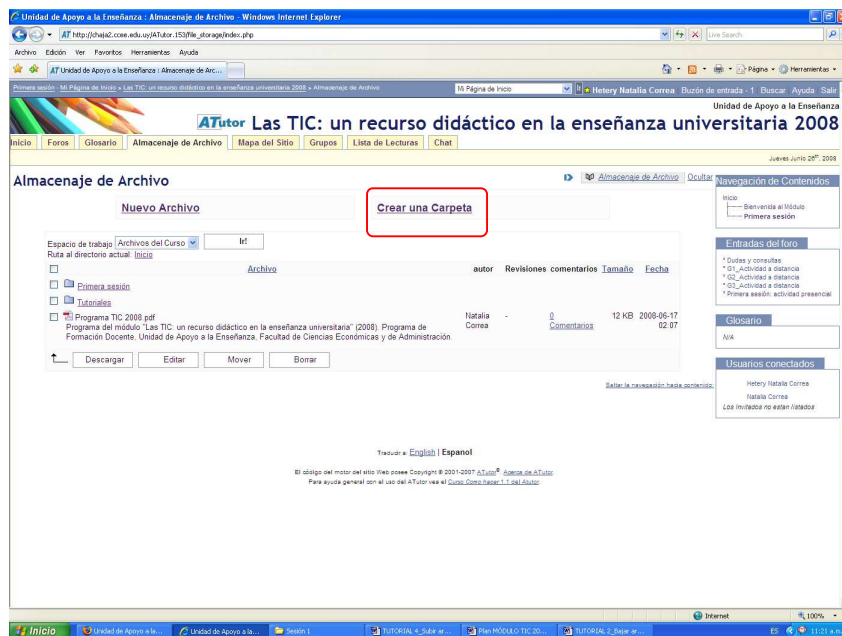 Unidad de Apoyo a la Enseñanza : Almacenaje de Archivo - Windows Internet Explorer
http://chaja2.ccee.edu.uy/ATutor.153/file_storage/index.php
Live Search
Archivo Edición Ver Favoritos Herramientas Ayuda
Unidad de Apoyo a la Enseñanza : Almacenaje de Arc...
Página Herramientas
Primera sesión - Mi Página de Inicio » Las TIC: un recurso didáctico en la enseñanza universitaria 2008 » Almacenaje de Archivo
Mi Página de Inicio
Ir
Hetery Natalia Correa Buzón de entrada - 1 Buscar Ayuda Salir
Unidad de Apoyo a la Enseñanza
ATutor Las TIC: un recurso didáctico en la enseñanza universitaria 2008
Inicio Foros Glosario Almacenaje de Archivo Mapa del Sitio Grupos Lista de Lecturas Chat
Jueves Junio 26th, 2008
Almacenaje de Archivo
Almacenaje de Archivo Ocultar
Nuevo Archivo
Crear una Carpeta
Espacio de trabajo Archivos del Curso Ir!
Ruta al directorio actual: Inicio
Archivo autor Revisiones comentarios Tamaño Fecha
Primera sesión
Tutoriales
Programa TIC 2008.pdf
Programa del módulo "Las TIC: un recurso didáctico en la enseñanza universitaria" (2008). Programa de
Formación Docente, Unidad de Apoyo a la Enseñanza, Facultad de Ciencias Económicas y de Administración.
Natalia
Correa
-
0
Comentarios
12 KB
2008-06-17
02:07
Descargar Editar Mover Borrar
Saltar la navegación hacia contenido.
Navegación de Contenidos
Inicio
Bienvenida al Módulo
Primera sesión
Entradas del foro
* Dudas y consultas
* G1_Actividad a distancia
* G2_Actividad a distancia
* G3_Actividad a distancia
* Primera sesión: actividad presencial
Glosario
N/A
Usuarios conectados
Hetery Natalia Correa
Natalia Correa
Los invitados no estan listados
Traducir a: English | Espanol
El código del motor del sitio Web posee Copyright © 2001-2007 ATutor® Acerca de ATutor.
Para ayuda general con el uso del ATutor vea el Curso Como hacer 1.1 del Atutor.
Internet 100%
Inicio Unidad de Apoyo a la... Unidad de Apoyo a la... Sesión 1 TUTORIAL 4_Subir ar... Plan MÓDULO TIC 20... TUTORIAL 2_Bajar ar... ES 11:21 a.m.